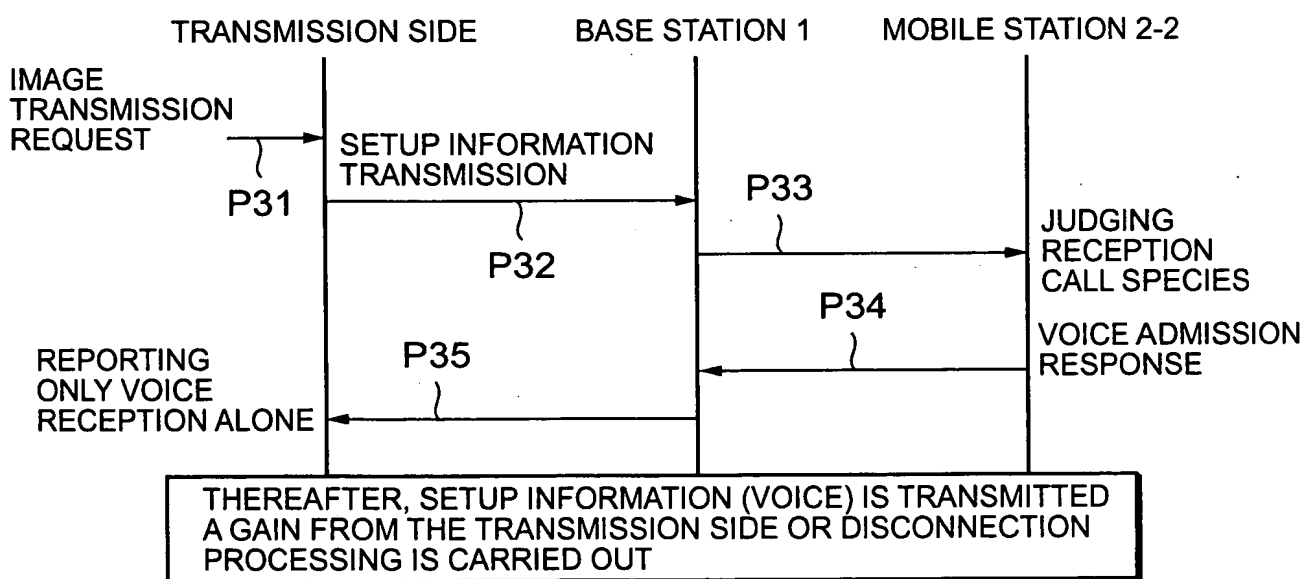 TRANSMISSION SIDE
BASE STATION 1
MOBILE STATION 2-2
IMAGE
TRANSMISSION
REQUEST
P31
SETUP INFORMATION
TRANSMISSION
P32
P33
JUDGING
RECEPTION
CALL SPECIES
P34
VOICE ADMISSION
RESPONSE
P35
REPORTING
ONLY VOICE
RECEPTION ALONE
THEREAFTER, SETUP INFORMATION (VOICE) IS TRANSMITTED
A GAIN FROM THE TRANSMISSION SIDE OR DISCONNECTION
PROCESSING IS CARRIED OUT